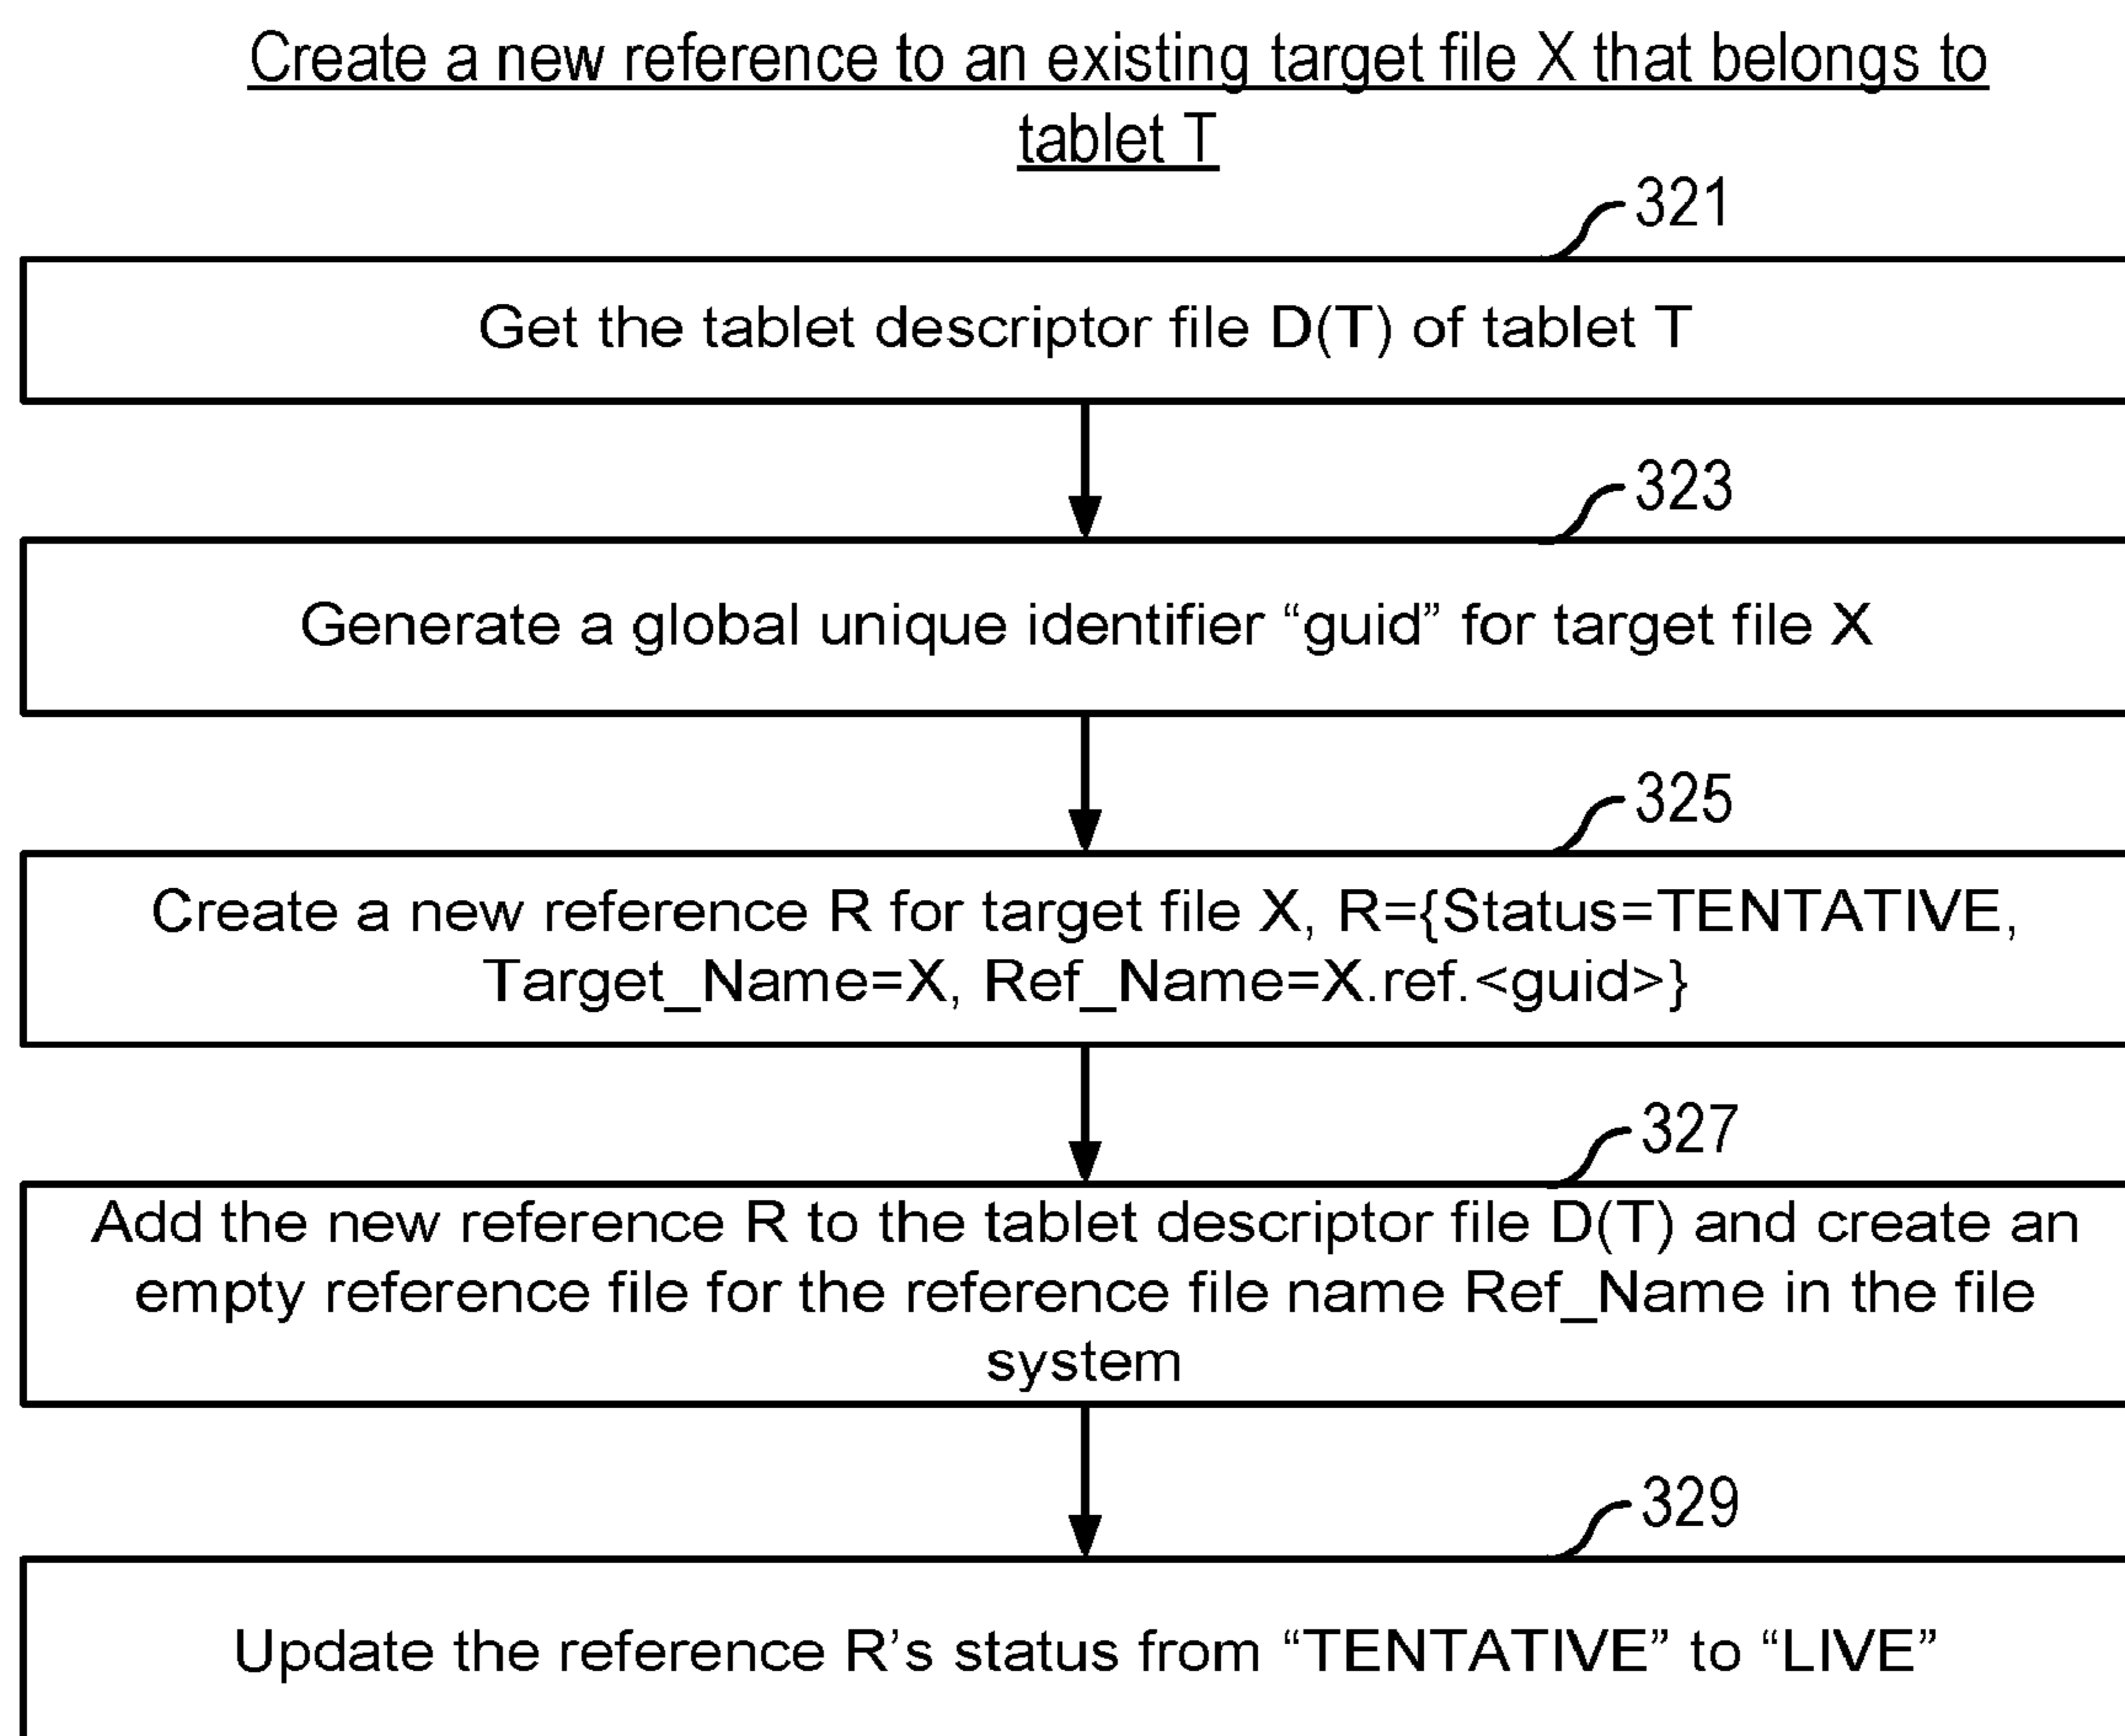 Create a new reference to an existing target file X that belongs to
tablet T
321
Get the tablet descriptor file D(T) of tablet T
323
Generate a global unique identifier “guid” for target file X
325
Create a new reference R for target file X, R={Status=TENTATIVE,
Target_Name=X, Ref_Name=X.ref.<guid>}
327
Add the new reference R to the tablet descriptor file D(T) and create an
empty reference file for the reference file name Ref_Name in the file
system
329
Update the reference R’s status from “TENTATIVE” to “LIVE”